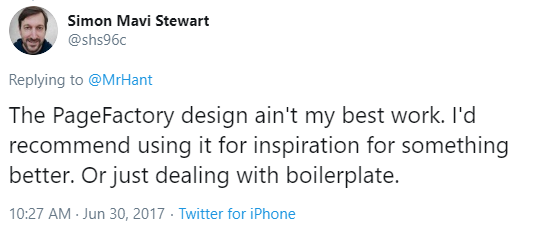 Simon Mavi Stewart
@shs96c
Replying to @MrHant
The PageFactory design ain't my best work. I'd
recommend using it for inspiration for something
better. Or just dealing with boilerplate.
10:27 AM · Jun 30, 2017 · Twitter for iPhone